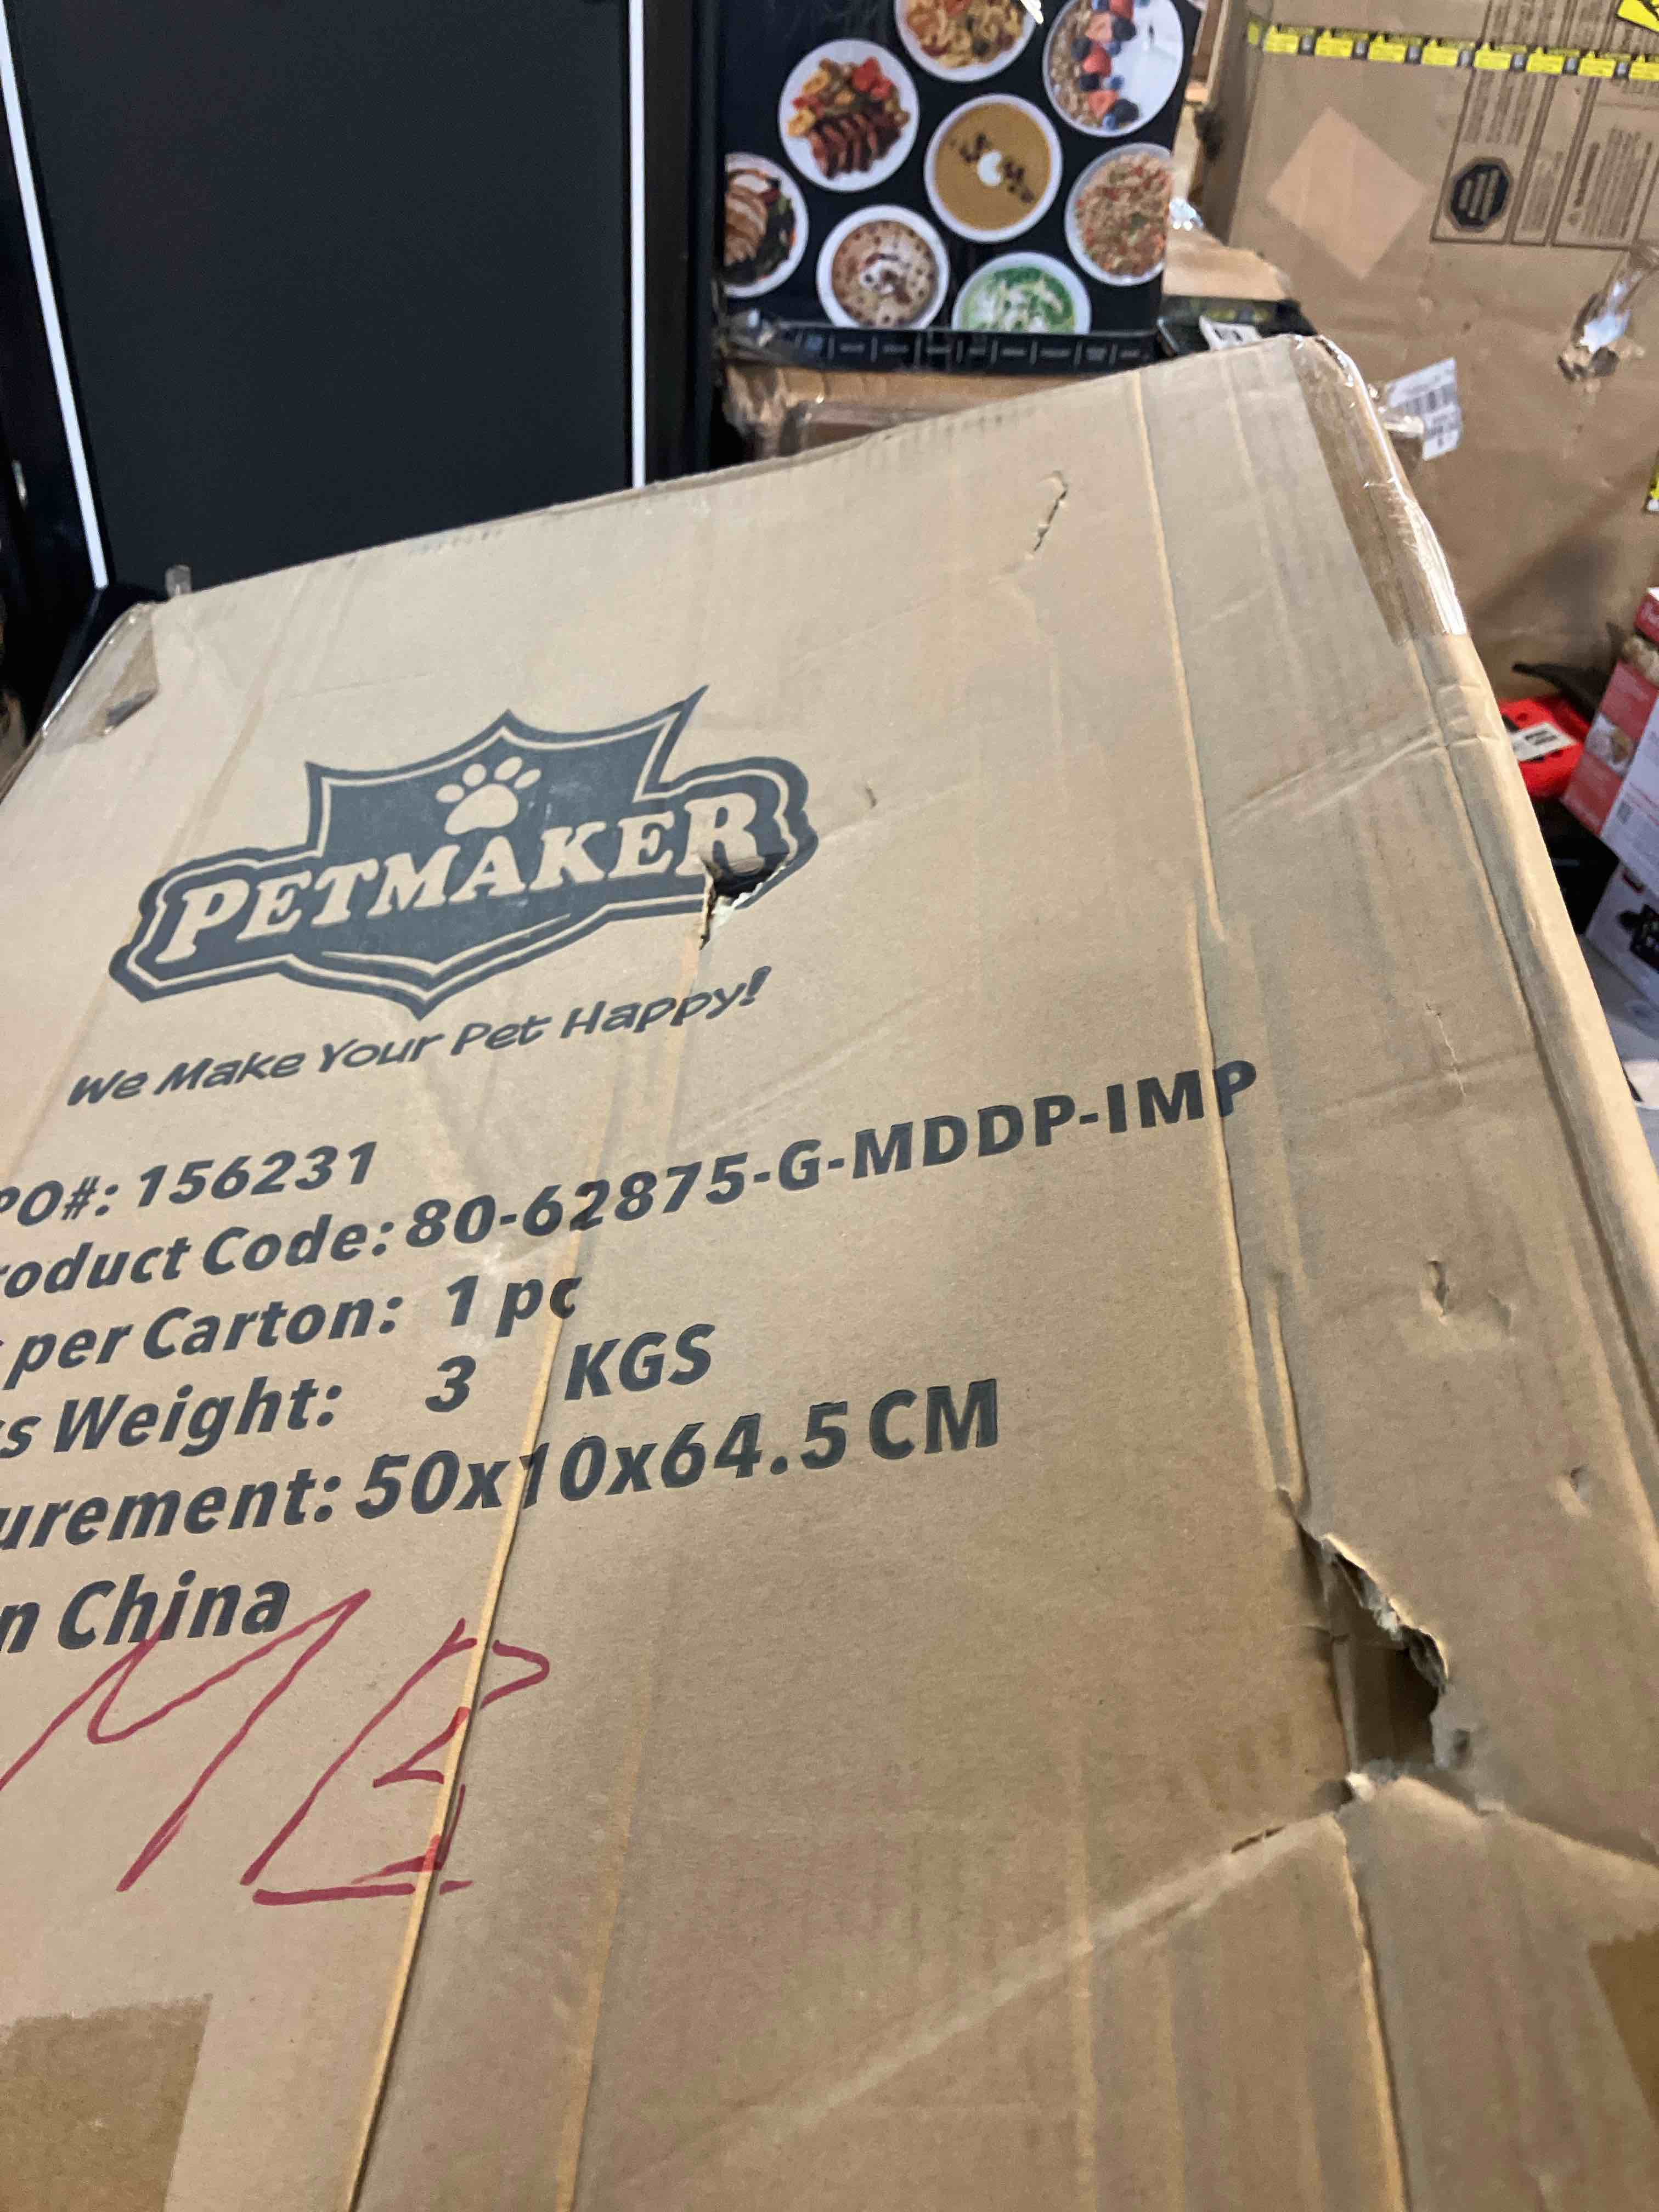 PETMAKER
We Make Your Pet Happy!
PO#: 156231
roduct Code: 80-62875-G-MDDP-IMP
per Carton: 1 pc
s Weight: 3 KGS
urement: 50x10x64.5 CM
n China